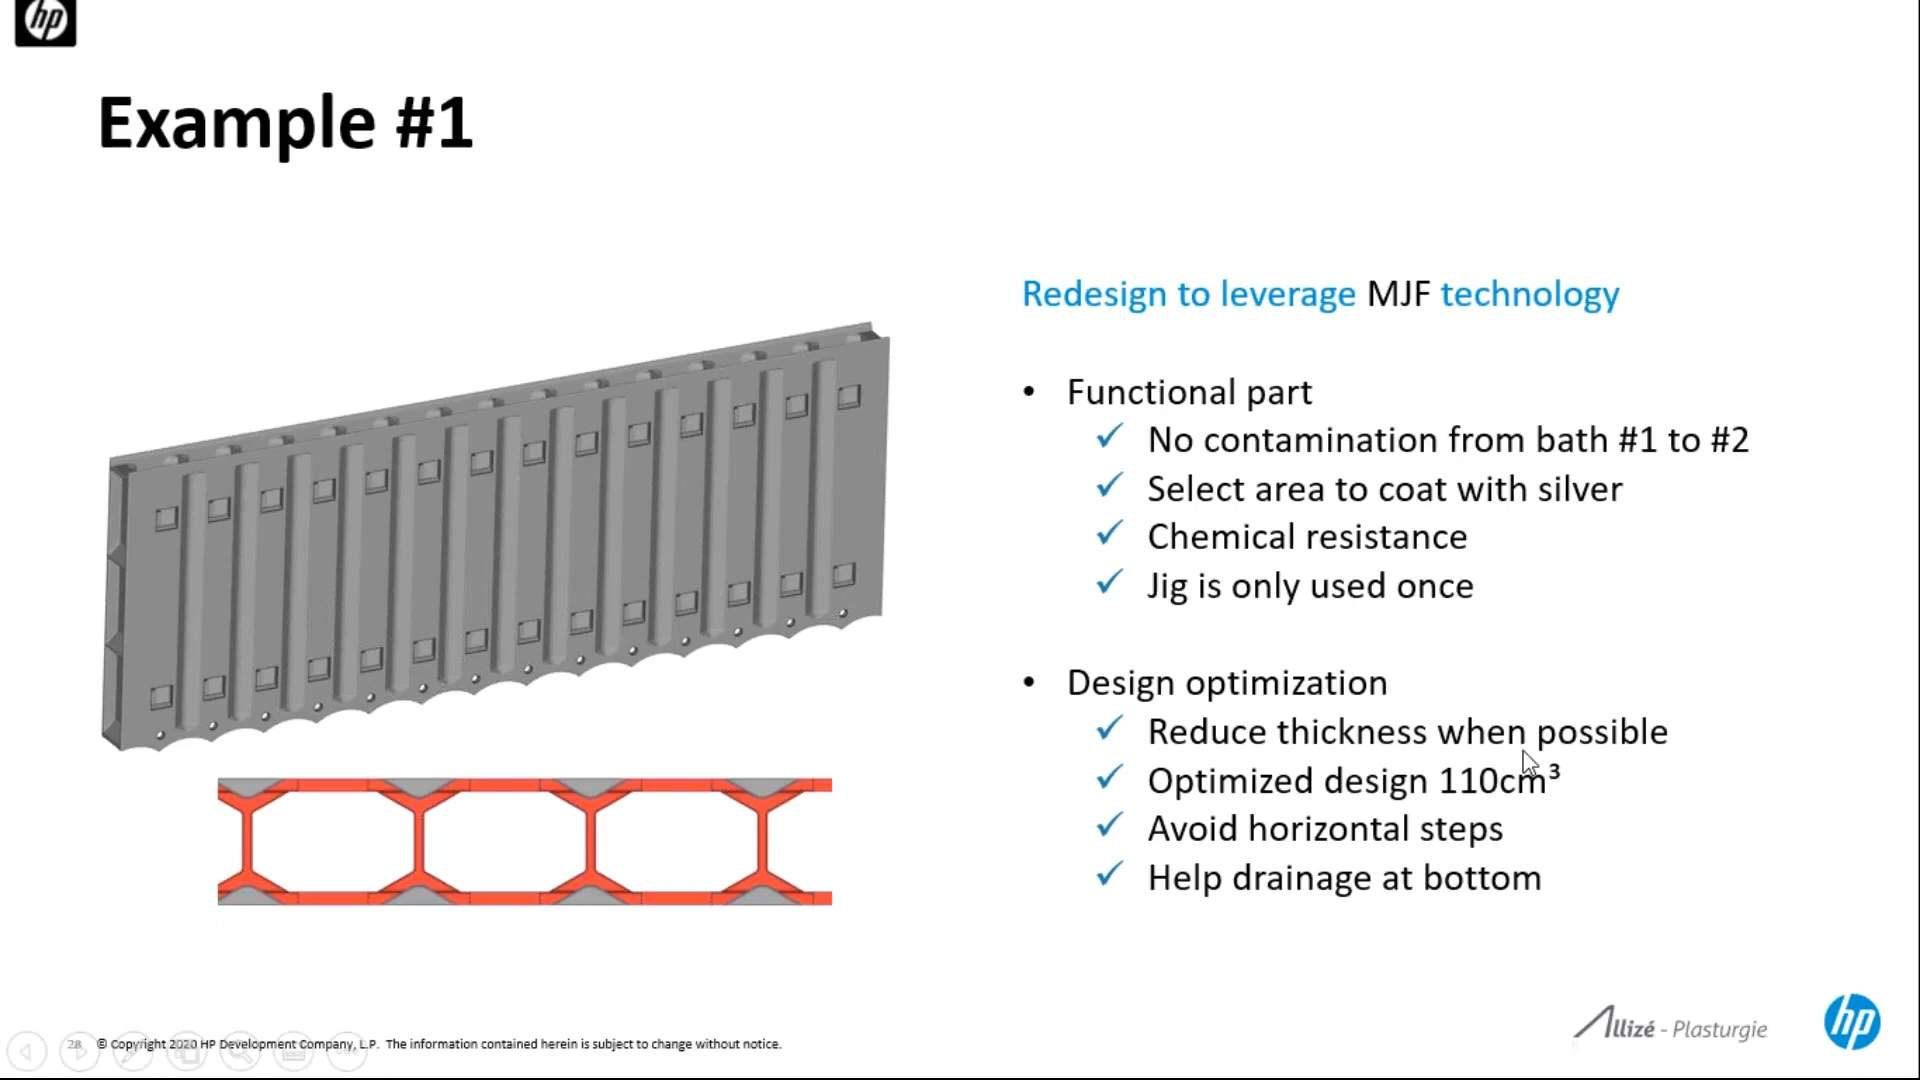 hp
Example #1
Redesign to leverage MJF technology
• Functional part
✓ No contamination from bath #1 to #2
✓ Select area to coat with silver
✓ Chemical resistance
✓ Jig is only used once
• Design optimization
✓ Reduce thickness when possible
✓ Optimized design 110cm³
✓ Avoid horizontal steps
✓ Help drainage at bottom
28 © Copyright 2020 HP Development Company, L.P. The information contained herein is subject to change without notice.
Allizé - Plasturgie
hp